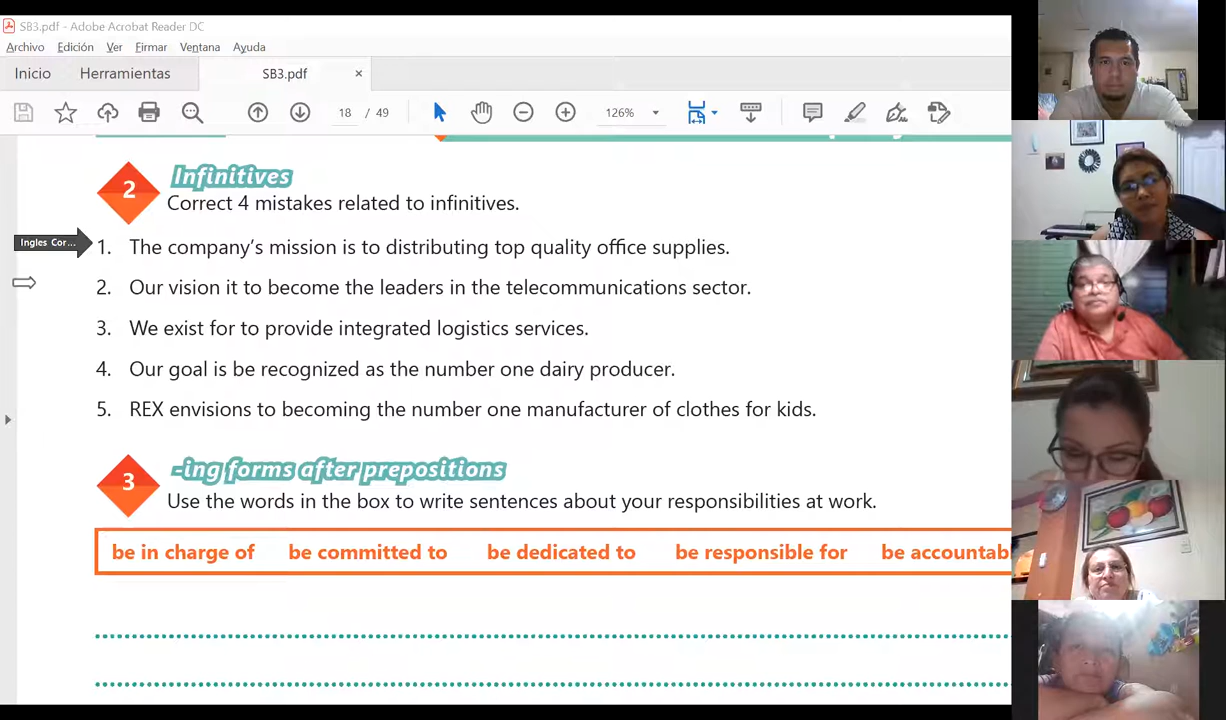 SB3.pdf - Adobe Acrobat Reader DC
Archivo Edición Ver Firmar Ventana Ayuda
Inicio Herramientas SB3.pdf ×
18 / 49 126%
2 Infinitives
Correct 4 mistakes related to infinitives.
Ingles Cor...
1. The company's mission is to distributing top quality office supplies.
2. Our vision it to become the leaders in the telecommunications sector.
3. We exist for to provide integrated logistics services.
4. Our goal is be recognized as the number one dairy producer.
5. REX envisions to becoming the number one manufacturer of clothes for kids.
3 -ing forms after prepositions
Use the words in the box to write sentences about your responsibilities at work.
be in charge of be committed to be dedicated to be responsible for be accountab